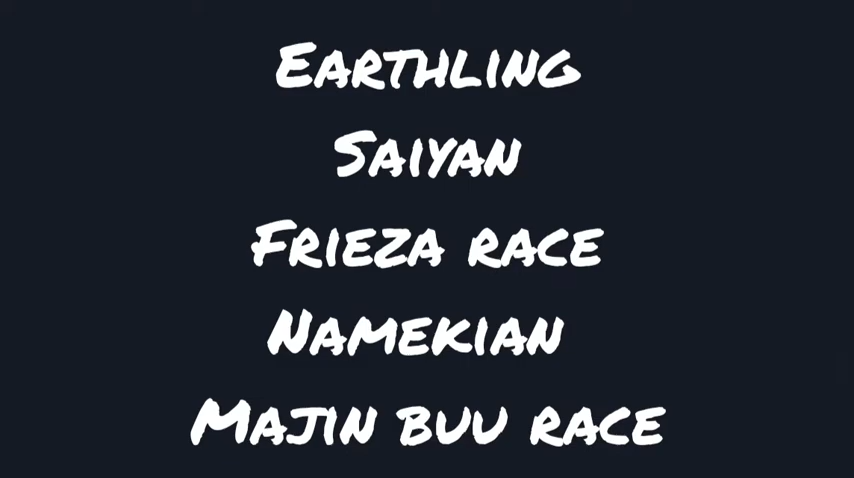 Earthling
Saiyan
Frieza race
Namekian
Majin buu race